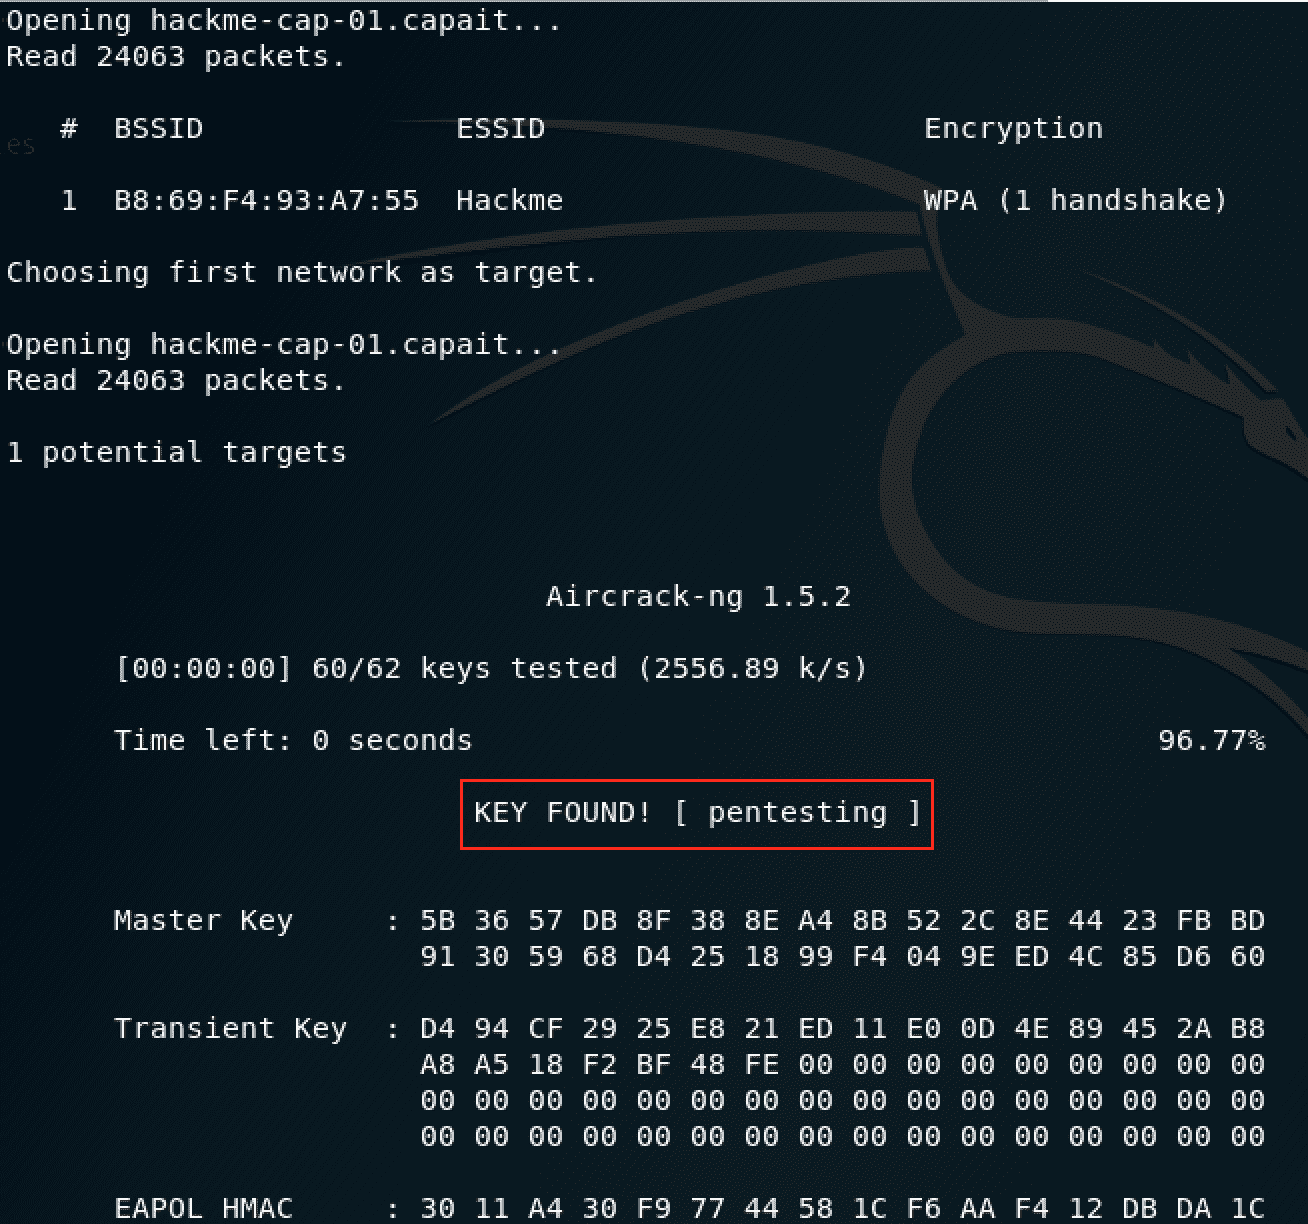 Opening hackme-cap-01.capait...
Read 24063 packets.
# BSSID ESSID Encryption
es
1 B8:69:F4:93:A7:55 Hackme WPA (1 handshake)
Choosing first network as target.
Opening hackme-cap-01.capait...
Read 24063 packets.
1 potential targets
Aircrack-ng 1.5.2
[00:00:00] 60/62 keys tested (2556.89 k/s)
Time left: 0 seconds 96.77%
KEY FOUND! [ pentesting ]
Master Key : 5B 36 57 DB 8F 38 8E A4 8B 52 2C 8E 44 23 FB BD
91 30 59 68 D4 25 18 99 F4 04 9E ED 4C 85 D6 60
Transient Key : D4 94 CF 29 25 E8 21 ED 11 E0 0D 4E 89 45 2A B8
A8 A5 18 F2 BF 48 FE 00 00 00 00 00 00 00 00 00
00 00 00 00 00 00 00 00 00 00 00 00 00 00 00 00
00 00 00 00 00 00 00 00 00 00 00 00 00 00 00 00
EAPOL HMAC : 30 11 A4 30 F9 77 44 58 1C F6 AA F4 12 DB DA 1C